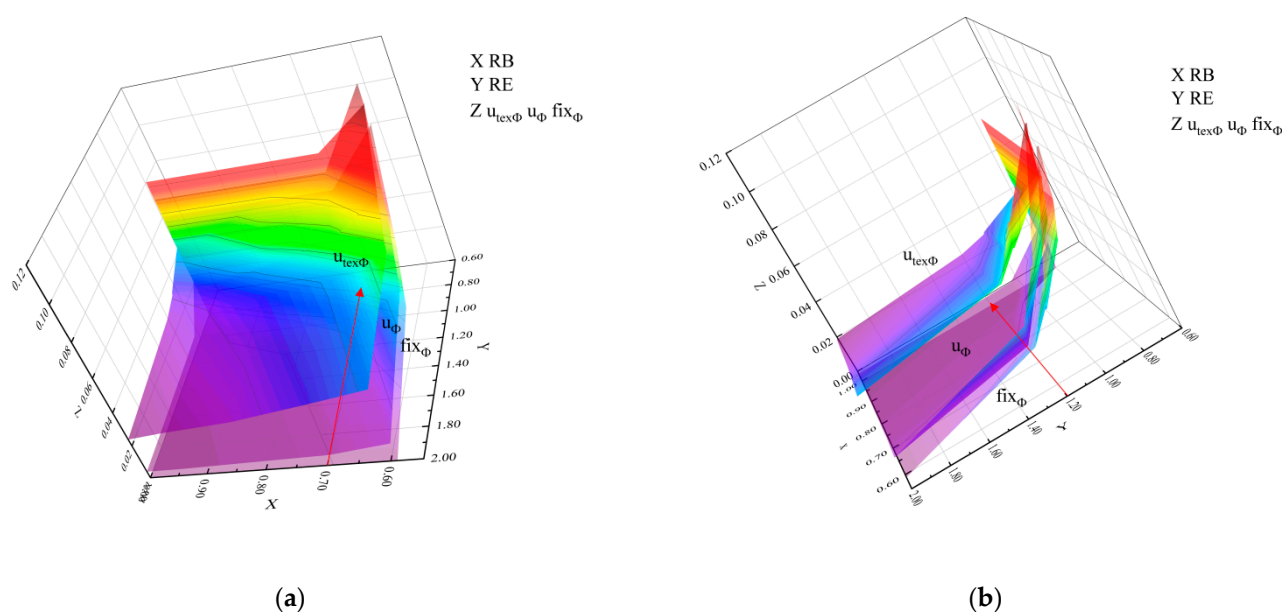 X RB
Y RE
Z u_texΦ u_Φ fix_Φ
0.12
0.10
0.08
0.06
0.04
0.02
Z
u_texΦ
u_Φ
fix_Φ
0.60
0.80
1.00
1.20
1.40
1.60
1.80
2.00
Y
0.90
0.80
0.70
0.60
X
(a)
X RB
Y RE
Z u_texΦ u_Φ fix_Φ
0.12
0.10
0.08
0.06
0.04
0.02
0.00
Z
u_texΦ
u_Φ
fix_Φ
1.00
0.90
0.80
0.70
0.60
2.00
1.80
1.60
1.40
1.20
1.00
0.80
0.60
Y
(b)